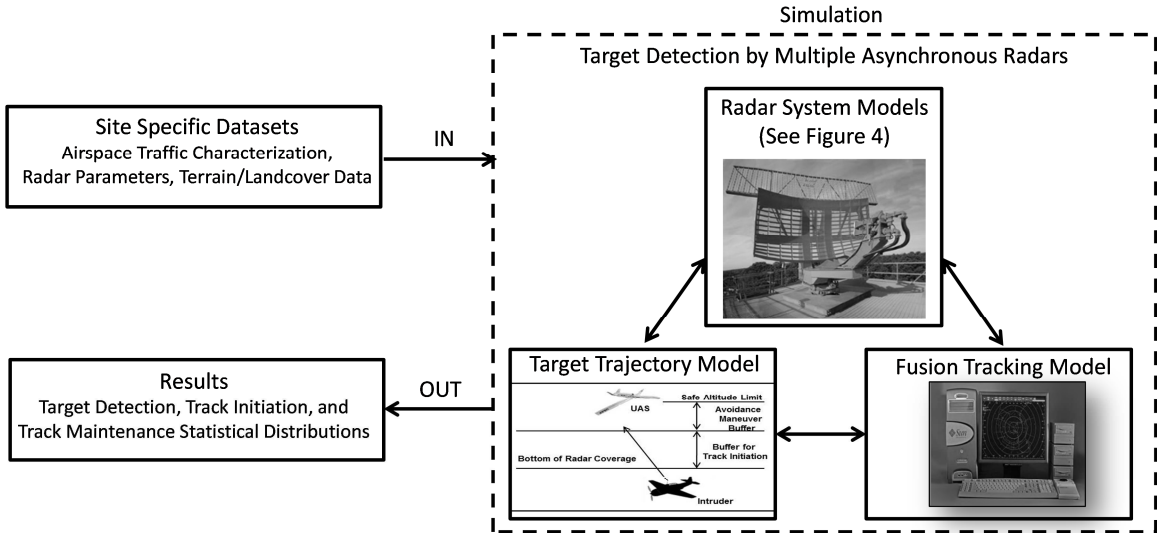 Simulation
Target Detection by Multiple Asynchronous Radars
Site Specific Datasets
Airspace Traffic Characterization,
Radar Parameters, Terrain/Landcover Data
IN
Radar System Models
(See Figure 4)
Results
Target Detection, Track Initiation, and
Track Maintenance Statistical Distributions
OUT
Target Trajectory Model
UAS
Safe Altitude Limit
Avoidance
Maneuver
Buffer
Bottom of Radar Coverage
Buffer for
Track Initiation
Intruder
Fusion Tracking Model
Sun